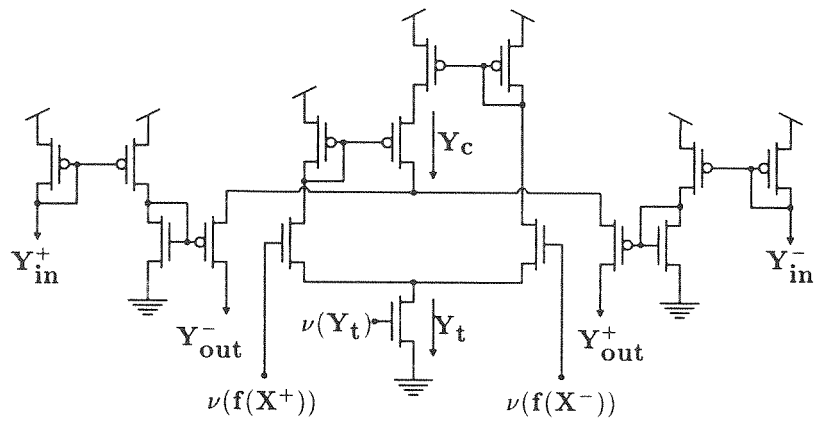 Y_c
Y_in^+
Y_in^-
Y_out^-
ν(Y_t)
Y_t
Y_out^+
ν(f(X^+))
ν(f(X^-))